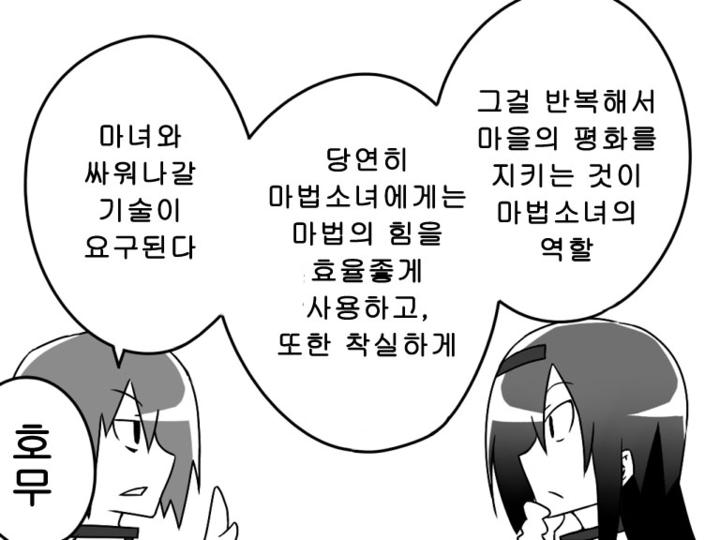 그걸 반복해서
마을의 평화를
지키는 것이
마법소녀의
역할
당연히
마법소녀에게는
마법의 힘을
효율좋게
사용하고,
또한 착실하게
마녀와
싸워나갈
기술이
요구된다
호무